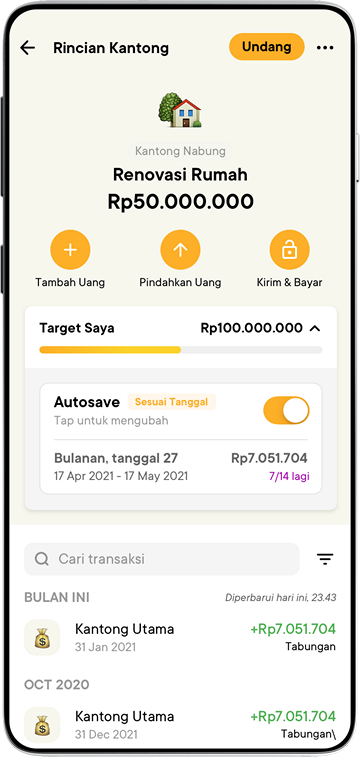 Rincian Kantong
Undang
Kantong Nabung
Renovasi Rumah
Rp50.000.000
Tambah Uang
Pindahkan Uang
Kirim & Bayar
Target Saya
Rp100.000.000
Autosave
Sesuai Tanggal
Tap untuk mengubah
Bulanan, tanggal 27
Rp7.051.704
17 Apr 2021 - 17 May 2021
7/14 lagi
Cari transaksi
BULAN INI
Diperbarui hari ini, 23.43
Kantong Utama
+Rp7.051.704
31 Jan 2021
Tabungan
OCT 2020
Kantong Utama
+Rp7.051.704
31 Dec 2021
Tabungan\